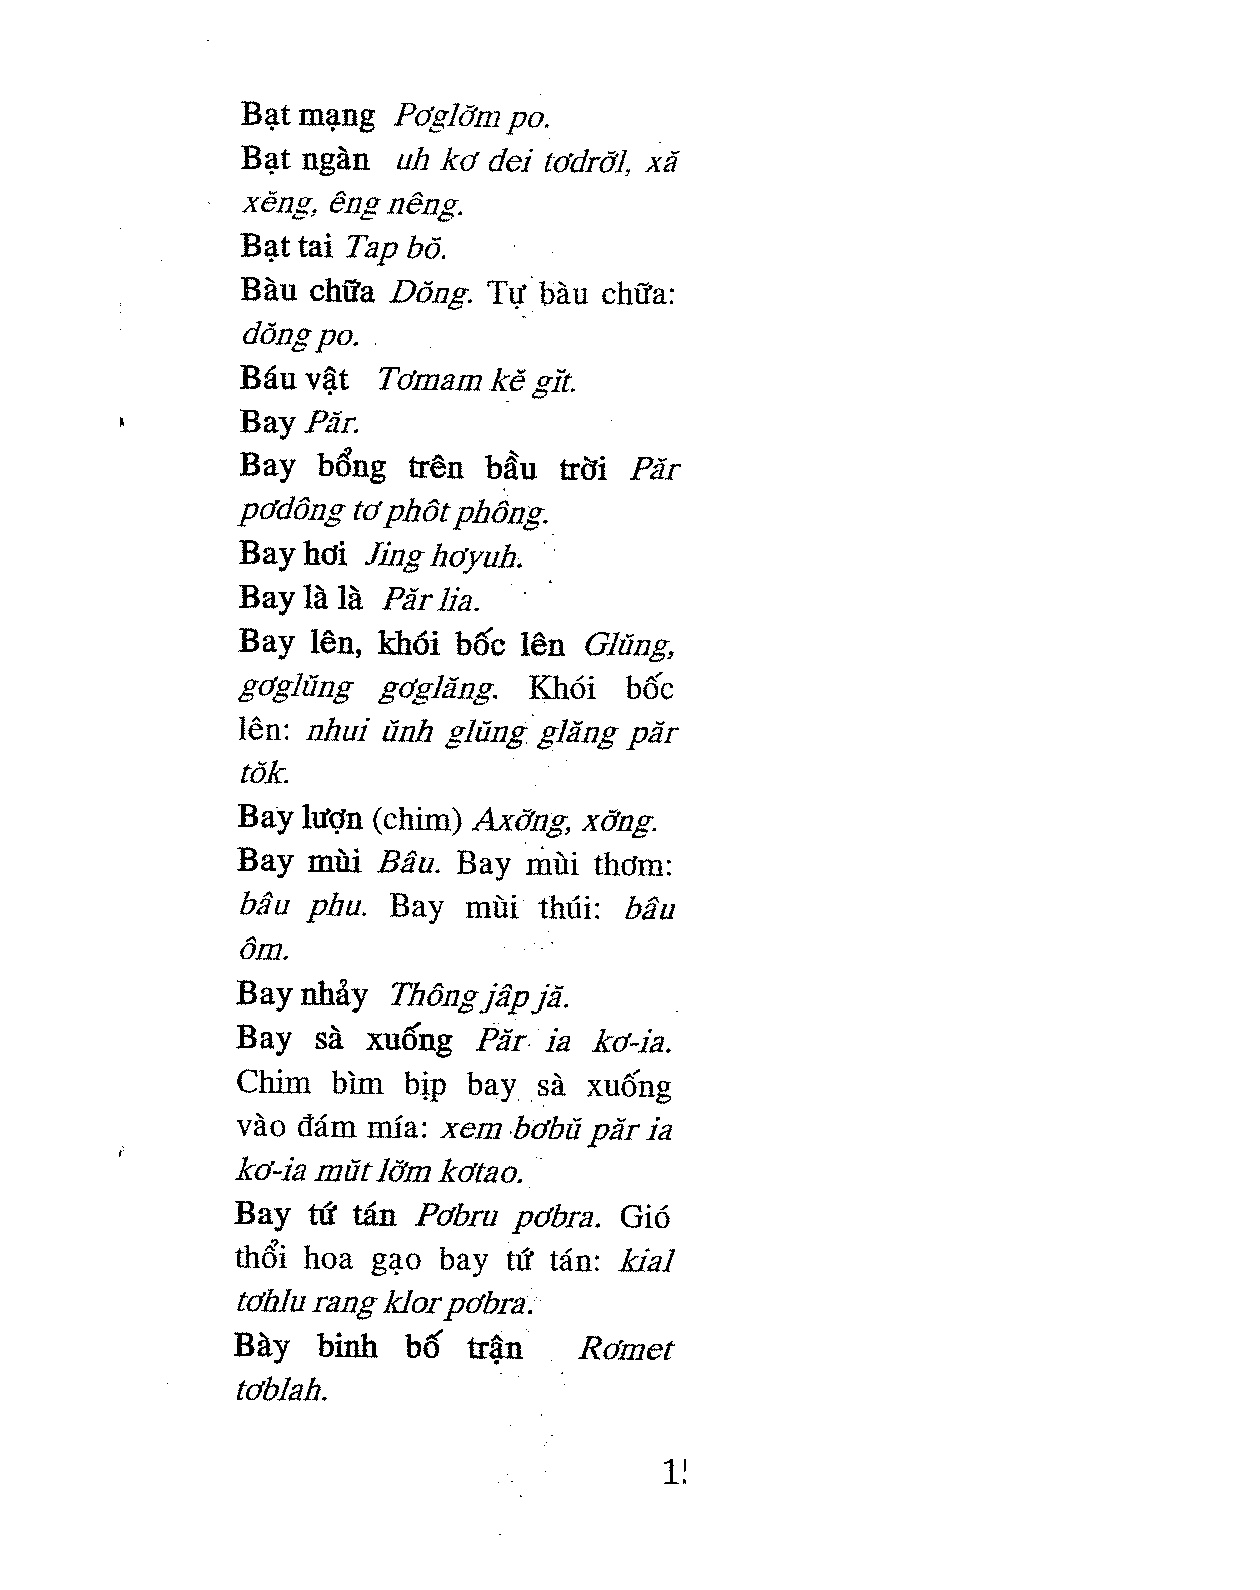 Bạt mạng Pơglơ̆m po.
Bạt ngàn uh kơ dei tơdrơ̆l, xă
xĕng, êng nêng.
Bạt tai Tap bŏ.
Bàu chữa Dŏng. Tự bàu chữa:
dŏng po.
Báu vật Tơmam kĕ gĭt.
Bay Păr.
Bay bổng trên bầu trời Păr
pơdông tơ phôt phông.
Bay hơi Jing hơyuh.
Bay là là Păr lia.
Bay lên, khói bốc lên Glŭng,
gơglŭng gơglăng. Khói bốc
lên: nhui ŭnh glŭng glăng păr
tŏk.
Bay lượn (chim) Axơ̆ng, xơ̆ng.
Bay mùi Bâu. Bay mùi thơm:
bâu phu. Bay mùi thúi: bâu
ôm.
Bay nhảy Thông jâp jă.
Bay sà xuống Păr ia kơ-ia.
Chim bìm bịp bay sà xuống
vào đám mía: xem bơbŭ păr ia
kơ-ia mŭt lơ̆m kơtao.
Bay tứ tán Pơbru pơbra. Gió
thổi hoa gạo bay tứ tán: kial
tơhlu rang klor pơbra.
Bày binh bố trận Rơmet
tơblah.